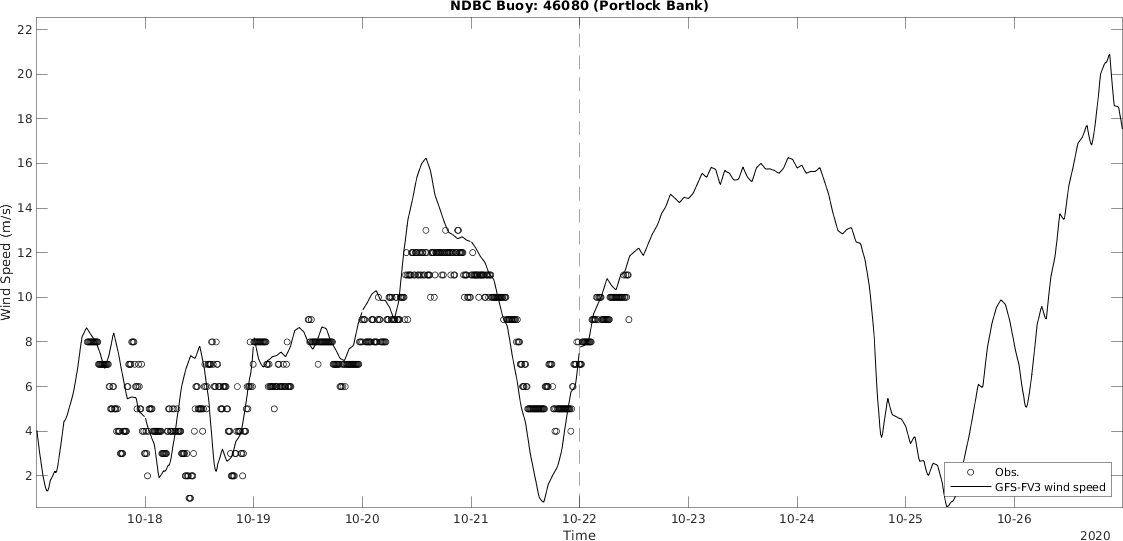 NDBC Buoy: 46080 (Portlock Bank)
22
20
18
16
14
12
10
8
6
4
2
Wind Speed (m/s)
Obs.
GFS-FV3 wind speed
10-18 10-19 10-20 10-21 10-22 10-23 10-24 10-25 10-26
Time
2020